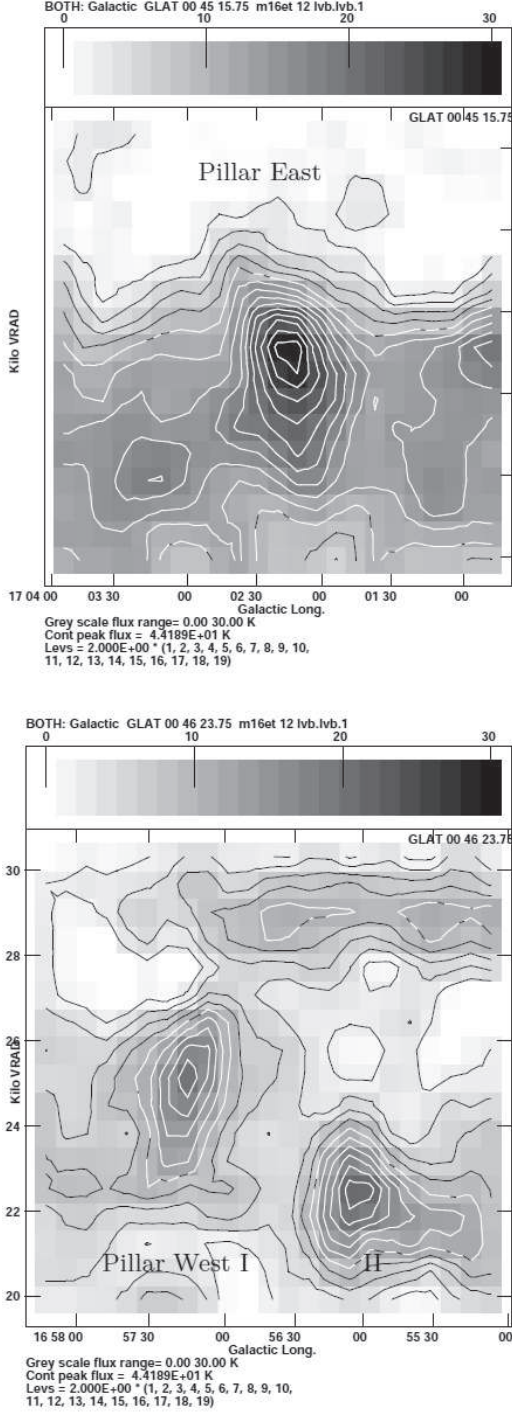 BOTH: Galactic GLAT 00 45 15.75 m16et 12 lvb.lvb.1
0 10 20 30
GLAT 00 45 15.75
Pillar East
Kilo VRAD
17 04 00 03 30 00 02 30 00 01 30 00
Galactic Long.
Grey scale flux range= 0.00 30.00 K
Cont peak flux = 4.4189E+01 K
Levs = 2.000E+00 * (1, 2, 3, 4, 5, 6, 7, 8, 9, 10,
11, 12, 13, 14, 15, 16, 17, 18, 19)
BOTH: Galactic GLAT 00 46 23.75 m16et 12 lvb.lvb.1
0 10 20 30
GLAT 00 46 23.75
30
28
26
Kilo VRAD
24
22
Pillar West I II
20
16 58 00 57 30 00 56 30 00 55 30 00
Galactic Long.
Grey scale flux range= 0.00 30.00 K
Cont peak flux = 4.4189E+01 K
Levs = 2.000E+00 * (1, 2, 3, 4, 5, 6, 7, 8, 9, 10,
11, 12, 13, 14, 15, 16, 17, 18, 19)